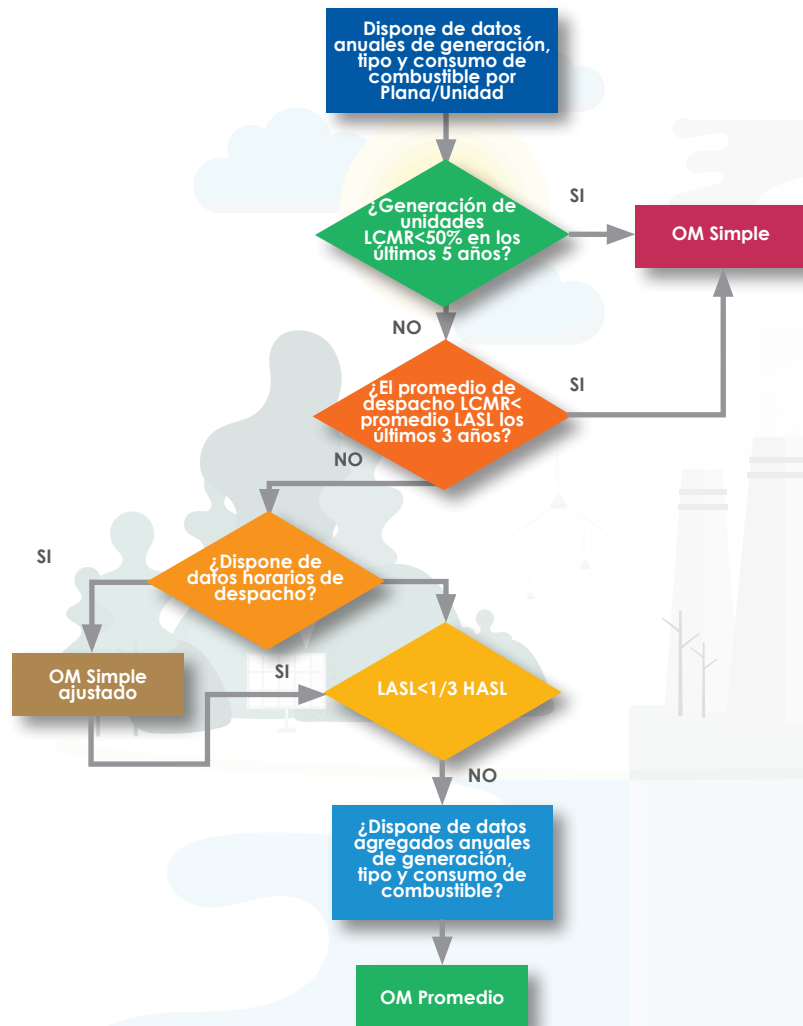 Dispone de datos
anuales de generación,
tipo y consumo de
combustible por
Plana/Unidad
¿Generación de
unidades
LCMR<50% en los
últimos 5 años?
SI
OM Simple
NO
¿El promedio de
despacho LCMR<
promedio LASL los
últimos 3 años?
SI
NO
¿Dispone de
datos horarios de
despacho?
SI
OM Simple
ajustado
SI
LASL<1/3 HASL
NO
¿Dispone de datos
agregados anuales
de generación,
tipo y consumo de
combustible?
OM Promedio